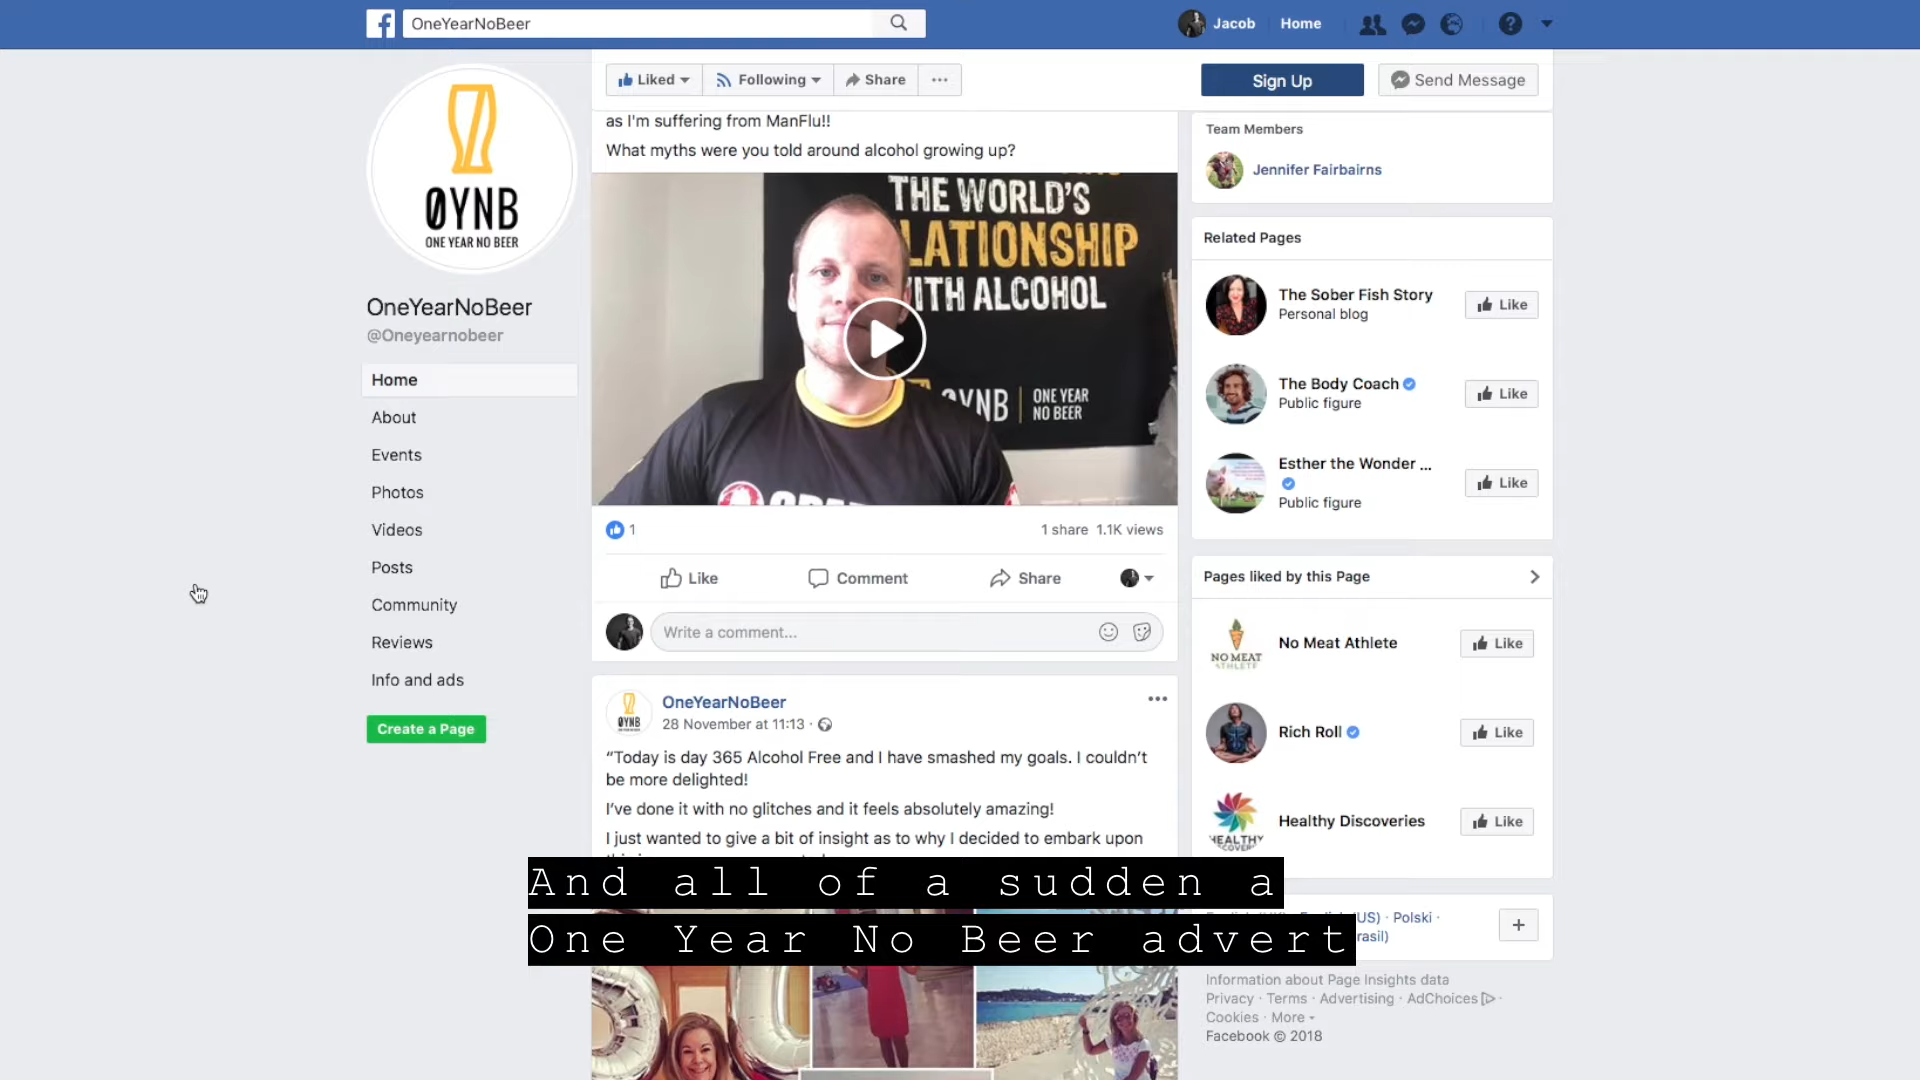 OneYearNoBeer
Jacob
Home
Liked
Following
Share
Sign Up
Send Message
ØYNB
ONE YEAR NO BEER
OneYearNoBeer
@Oneyearnobeer
Home
About
Events
Photos
Videos
Posts
Community
Reviews
Info and ads
Create a Page
as I'm suffering from ManFlu!!
What myths were you told around alcohol growing up?
THE WORLD'S
LATIONSHIP
ITH ALCOHOL
YNB
ONE YEAR
NO BEER
1
1 share 1.1K views
Like
Comment
Share
Write a comment...
OneYearNoBeer
28 November at 11:13 ·
“Today is day 365 Alcohol Free and I have smashed my goals. I couldn’t
be more delighted!
I’ve done it with no glitches and it feels absolutely amazing!
I just wanted to give a bit of insight as to why I decided to embark upon
And all of a sudden a
One Year No Beer advert
Team Members
Jennifer Fairbairns
Related Pages
The Sober Fish Story
Personal blog
Like
The Body Coach
Public figure
Like
Esther the Wonder ...
Public figure
Like
Pages liked by this Page
NO MEAT
ATHLETE
No Meat Athlete
Like
Rich Roll
Like
HEALTHY
Healthy Discoveries
Like
US) · Polski ·
rasil)
Information about Page Insights data
Privacy · Terms · Advertising · AdChoices ·
Cookies · More
Facebook © 2018